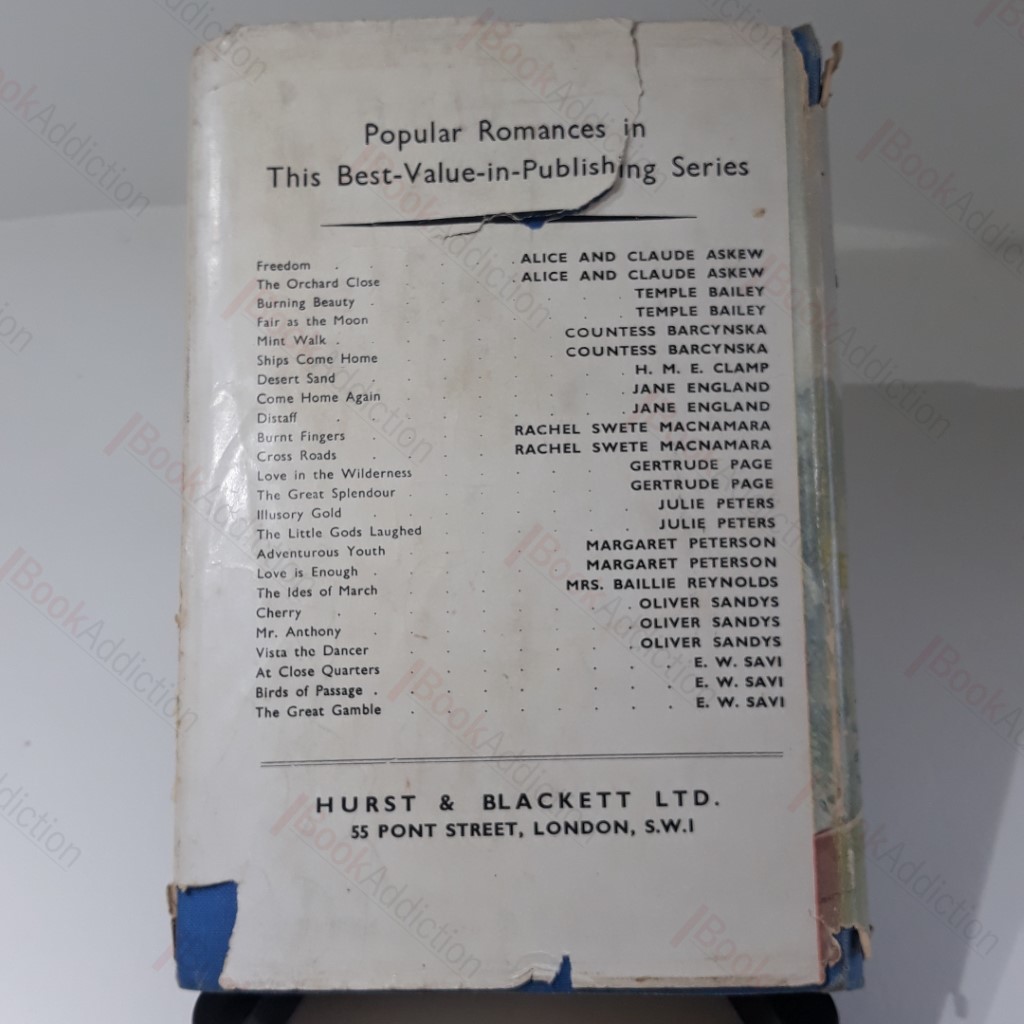 Popular Romances in
This Best-Value-in-Publishing Series
Freedom . . . . . ALICE AND CLAUDE ASKEW
The Orchard Close . . . ALICE AND CLAUDE ASKEW
Burning Beauty . . . . . . . TEMPLE BAILEY
Fair as the Moon . . . . . . TEMPLE BAILEY
Mint Walk . . . . . COUNTESS BARCYNSKA
Ships Come Home . . . . COUNTESS BARCYNSKA
Desert Sand . . . . . . . H. M. E. CLAMP
Come Home Again . . . . . . JANE ENGLAND
Distaff . . . . . . . . JANE ENGLAND
Burnt Fingers . . . . RACHEL SWETE MACNAMARA
Cross Roads . . . . RACHEL SWETE MACNAMARA
Love in the Wilderness . . . . . GERTRUDE PAGE
The Great Splendour . . . . . . GERTRUDE PAGE
Illusory Gold . . . . . . . . JULIE PETERS
The Little Gods Laughed . . . . . . JULIE PETERS
Adventurous Youth . . . . . MARGARET PETERSON
Love is Enough . . . . . . MARGARET PETERSON
The Ides of March . . . . MRS. BAILLIE REYNOLDS
Cherry . . . . . . . . OLIVER SANDYS
Mr. Anthony . . . . . . . OLIVER SANDYS
Vista the Dancer . . . . . . OLIVER SANDYS
At Close Quarters . . . . . . . . E. W. SAVI
Birds of Passage . . . . . . . . . E. W. SAVI
The Great Gamble . . . . . . . . E. W. SAVI
HURST & BLACKETT LTD.
55 PONT STREET, LONDON, S.W.1
BookAddiction